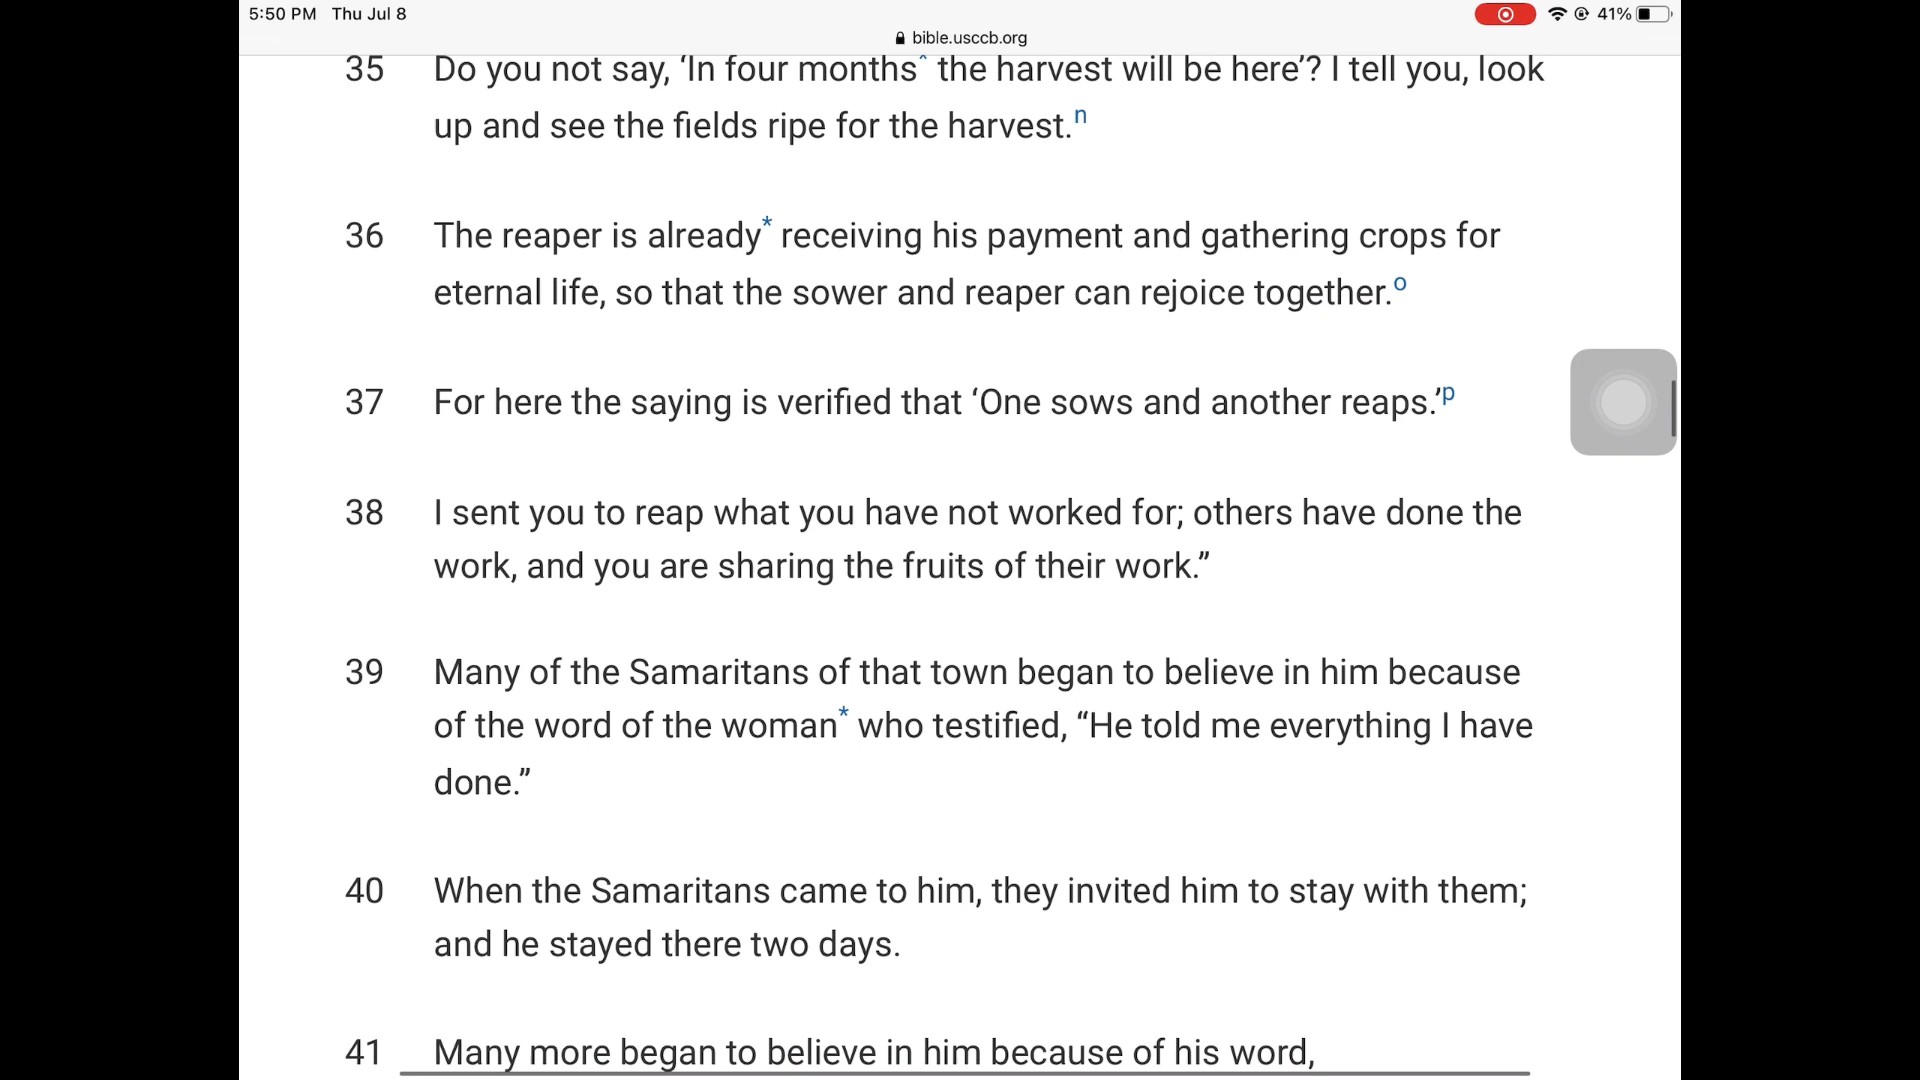 5:50 PM Thu Jul 8
41%
bible.usccb.org
35 Do you not say, ‘In four months* the harvest will be here’? I tell you, look
up and see the fields ripe for the harvest.n
36 The reaper is already* receiving his payment and gathering crops for
eternal life, so that the sower and reaper can rejoice together.o
37 For here the saying is verified that ‘One sows and another reaps.’p
38 I sent you to reap what you have not worked for; others have done the
work, and you are sharing the fruits of their work.”
39 Many of the Samaritans of that town began to believe in him because
of the word of the woman* who testified, “He told me everything I have
done.”
40 When the Samaritans came to him, they invited him to stay with them;
and he stayed there two days.
41 Many more began to believe in him because of his word,